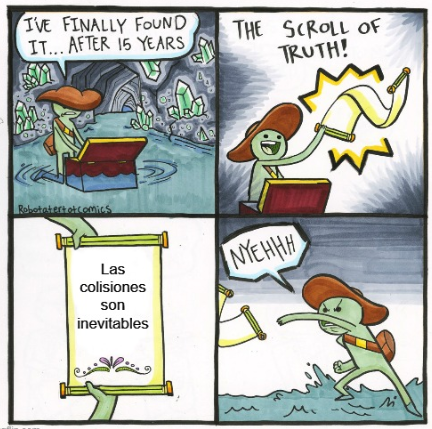 I'VE FINALLY FOUND
IT... AFTER 15 YEARS
THE SCROLL OF
TRUTH!
Robotatertotcomics
Las
colisiones
son
inevitables
NYEHHH